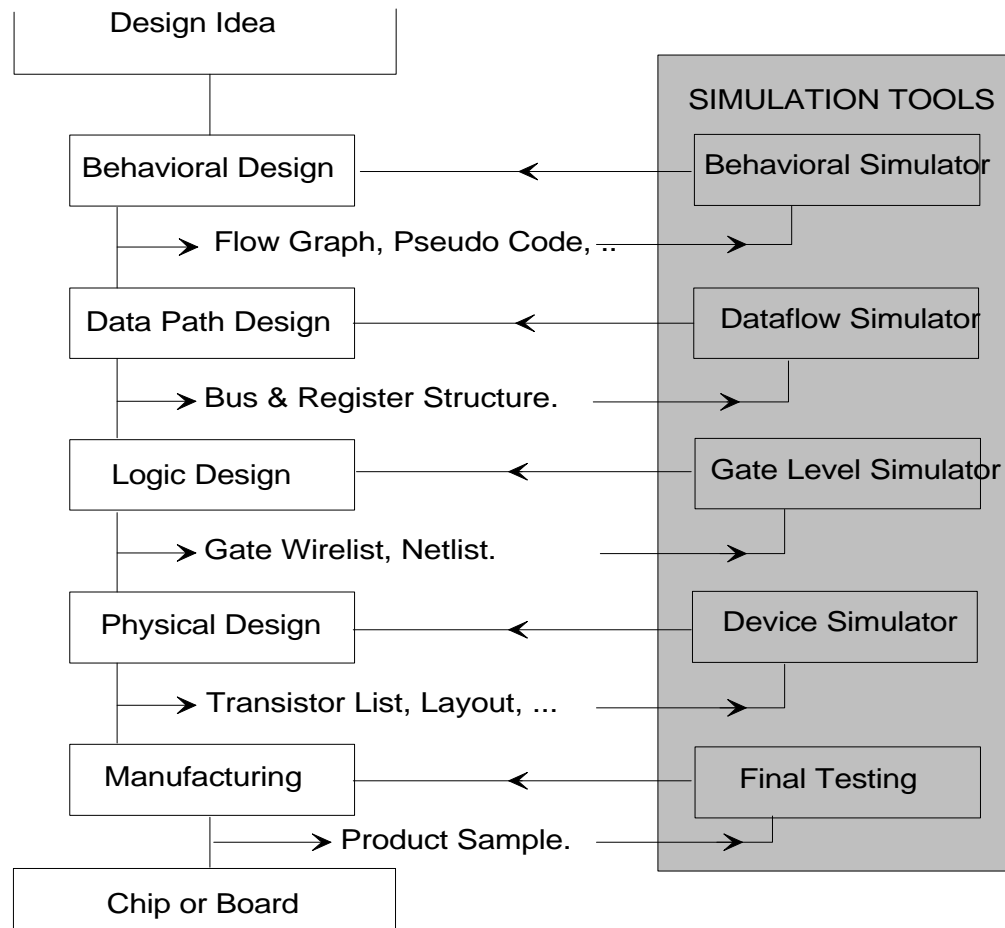 Design Idea
SIMULATION TOOLS
Behavioral Design
Behavioral Simulator
Flow Graph, Pseudo Code, ..
Data Path Design
Dataflow Simulator
Bus & Register Structure.
Logic Design
Gate Level Simulator
Gate Wirelist, Netlist.
Physical Design
Device Simulator
Transistor List, Layout, ...
Manufacturing
Final Testing
Product Sample.
Chip or Board